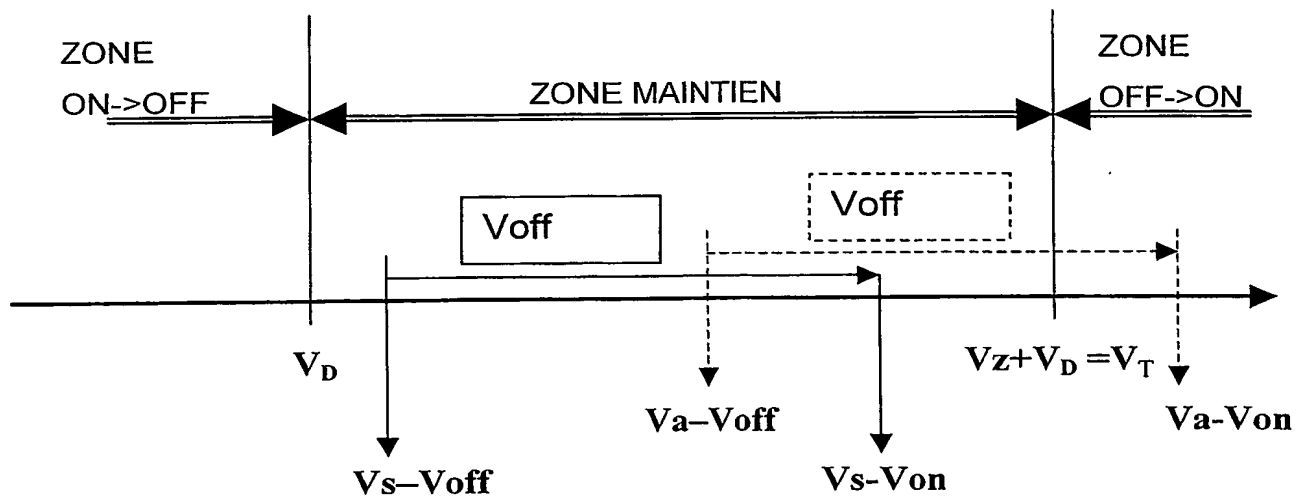 ZONE
ON->OFF
ZONE MAINTIEN
ZONE
OFF->ON
Voff
Voff
V_D
Vz+V_D =V_T
Va–Voff
Va-Von
Vs–Voff
Vs-Von